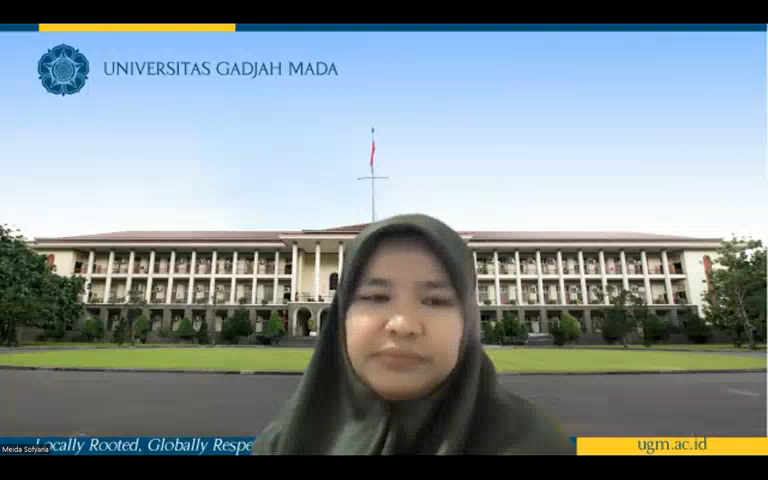 UNIVERSITAS GADJAH MADA
Locally Rooted, Globally Respe
ugm.ac.id
Meida Sofyana